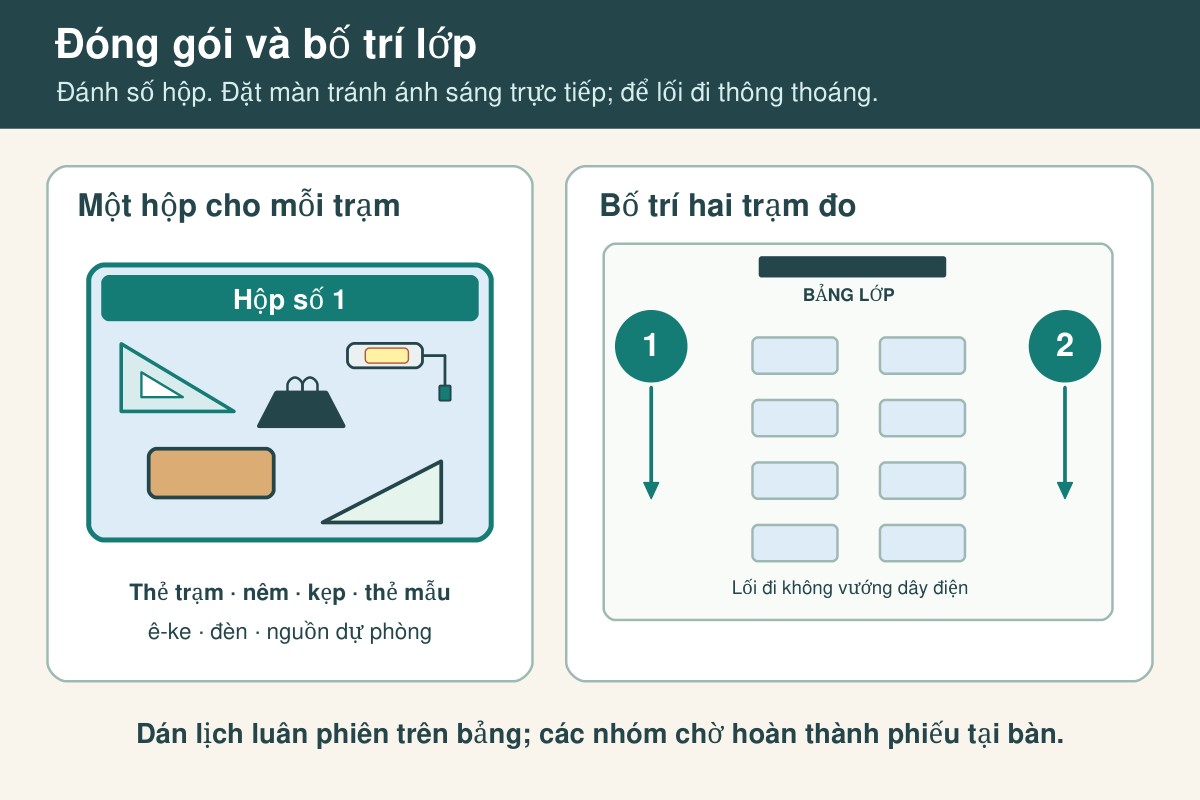 Đóng gói và bố trí lớp
Đánh số hộp. Đặt màn tránh ánh sáng trực tiếp; để lối đi thông thoáng.
Một hộp cho mỗi trạm
Hộp số 1
Thẻ trạm · nêm · kẹp · thẻ mẫu
ê-ke · đèn · nguồn dự phòng
Bố trí hai trạm đo
BẢNG LỚP
1
2
Lối đi không vướng dây điện
Dán lịch luân phiên trên bảng; các nhóm chờ hoàn thành phiếu tại bàn.